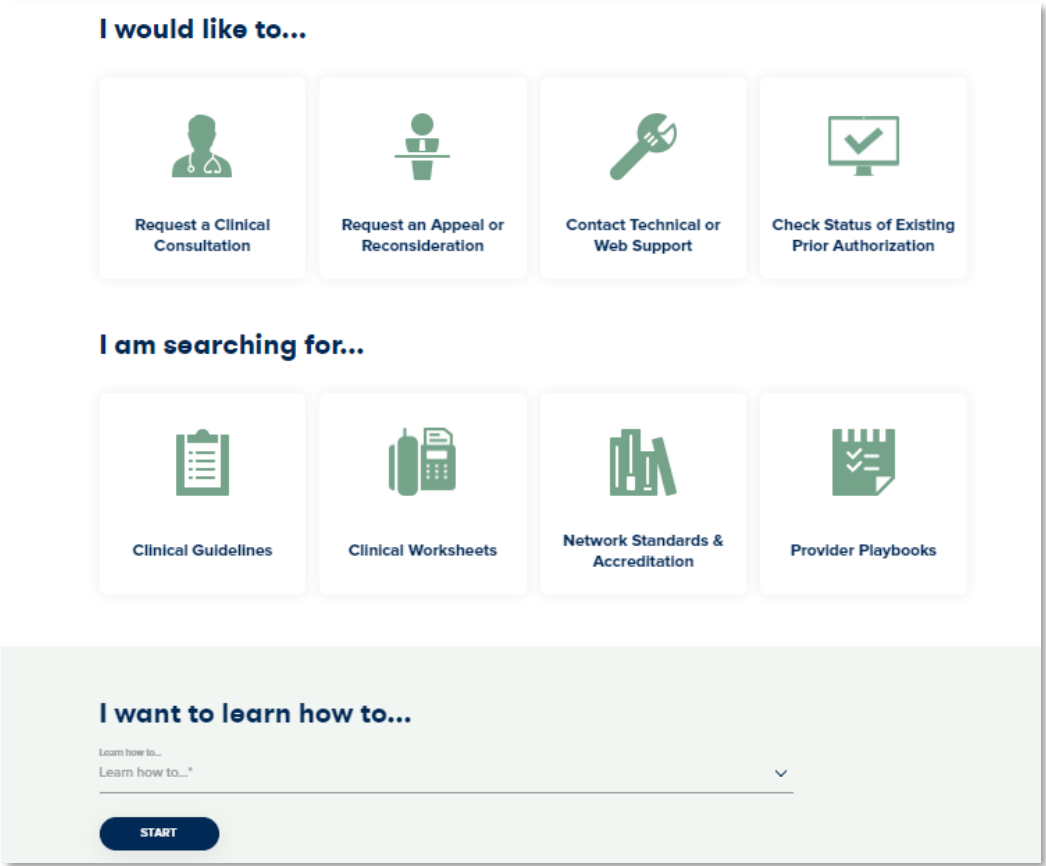 I would like to...
Request a Clinical
Consultation
Request an Appeal or
Reconsideration
Contact Technical or
Web Support
Check Status of Existing
Prior Authorization
I am searching for...
Clinical Guidelines
Clinical Worksheets
Network Standards &
Accreditation
Provider Playbooks
I want to learn how to...
Learn how to...
Learn how to...*
START